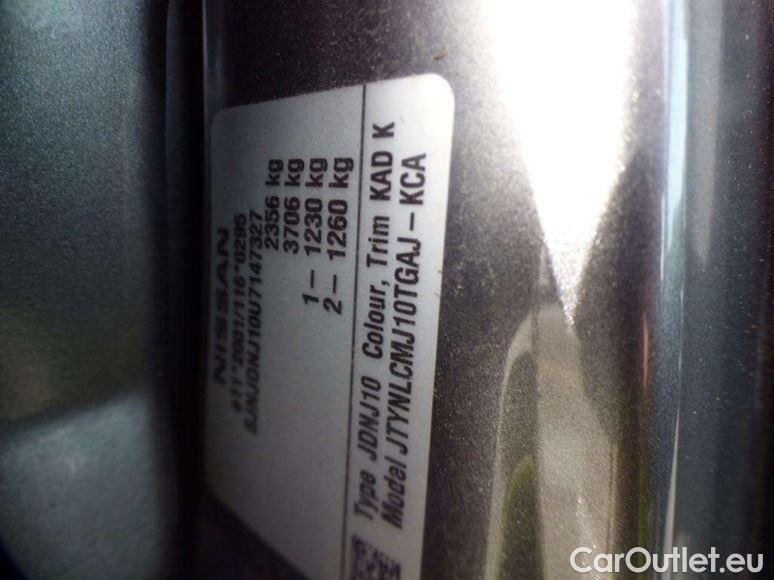 NISSAN
e11*2001/116*0295
SJNJDNJ10U7147327
2356 kg
3706 kg
1– 1230 kg
2– 1260 kg
Type JDNJ10 Colour, Trim KAD K
Model JTYNLCMJ10TGAJ–KCA
CarOutlet.eu